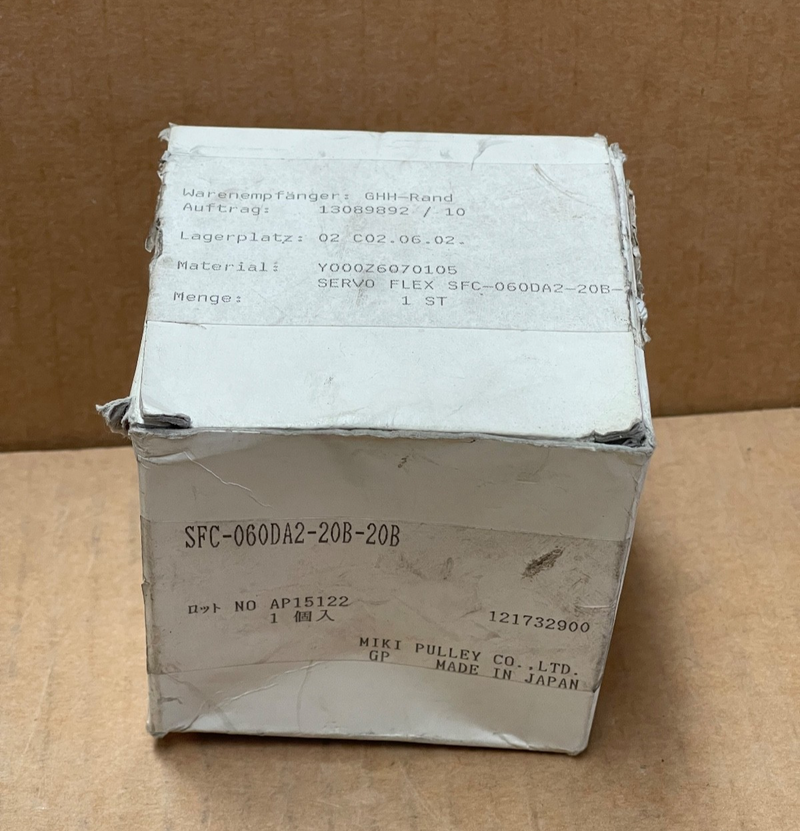 Warenempfänger: GHH-Rand
Auftrag: 13089892 / 10
Lagerplatz: 02 C02.06.02.
Material: Y000Z6070105
SERVO FLEX SFC-060DA2-20B-
Menge: 1 ST
SFC-060DA2-20B-20B
ロット NO AP15122
1 個入
121732900
MIKI PULLEY CO.,LTD.
GP MADE IN JAPAN